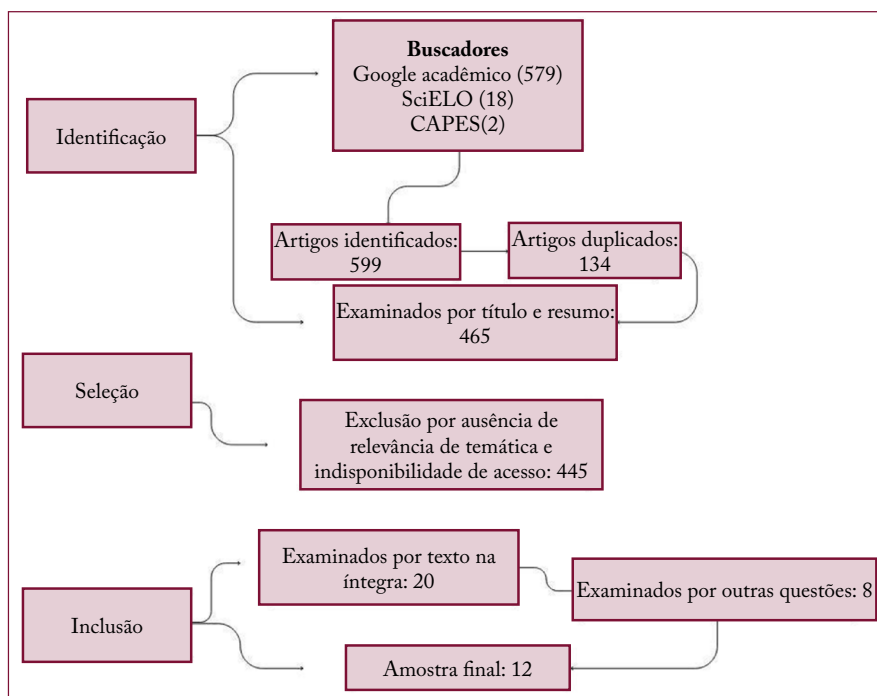 Buscadores
Google acadêmico (579)
SciELO (18)
CAPES(2)
Identificação
Artigos identificados:
599
Artigos duplicados:
134
Examinados por título e resumo:
465
Seleção
Exclusão por ausência de
relevância de temática e
indisponibilidade de acesso: 445
Examinados por texto na
íntegra: 20
Examinados por outras questões: 8
Inclusão
Amostra final: 12